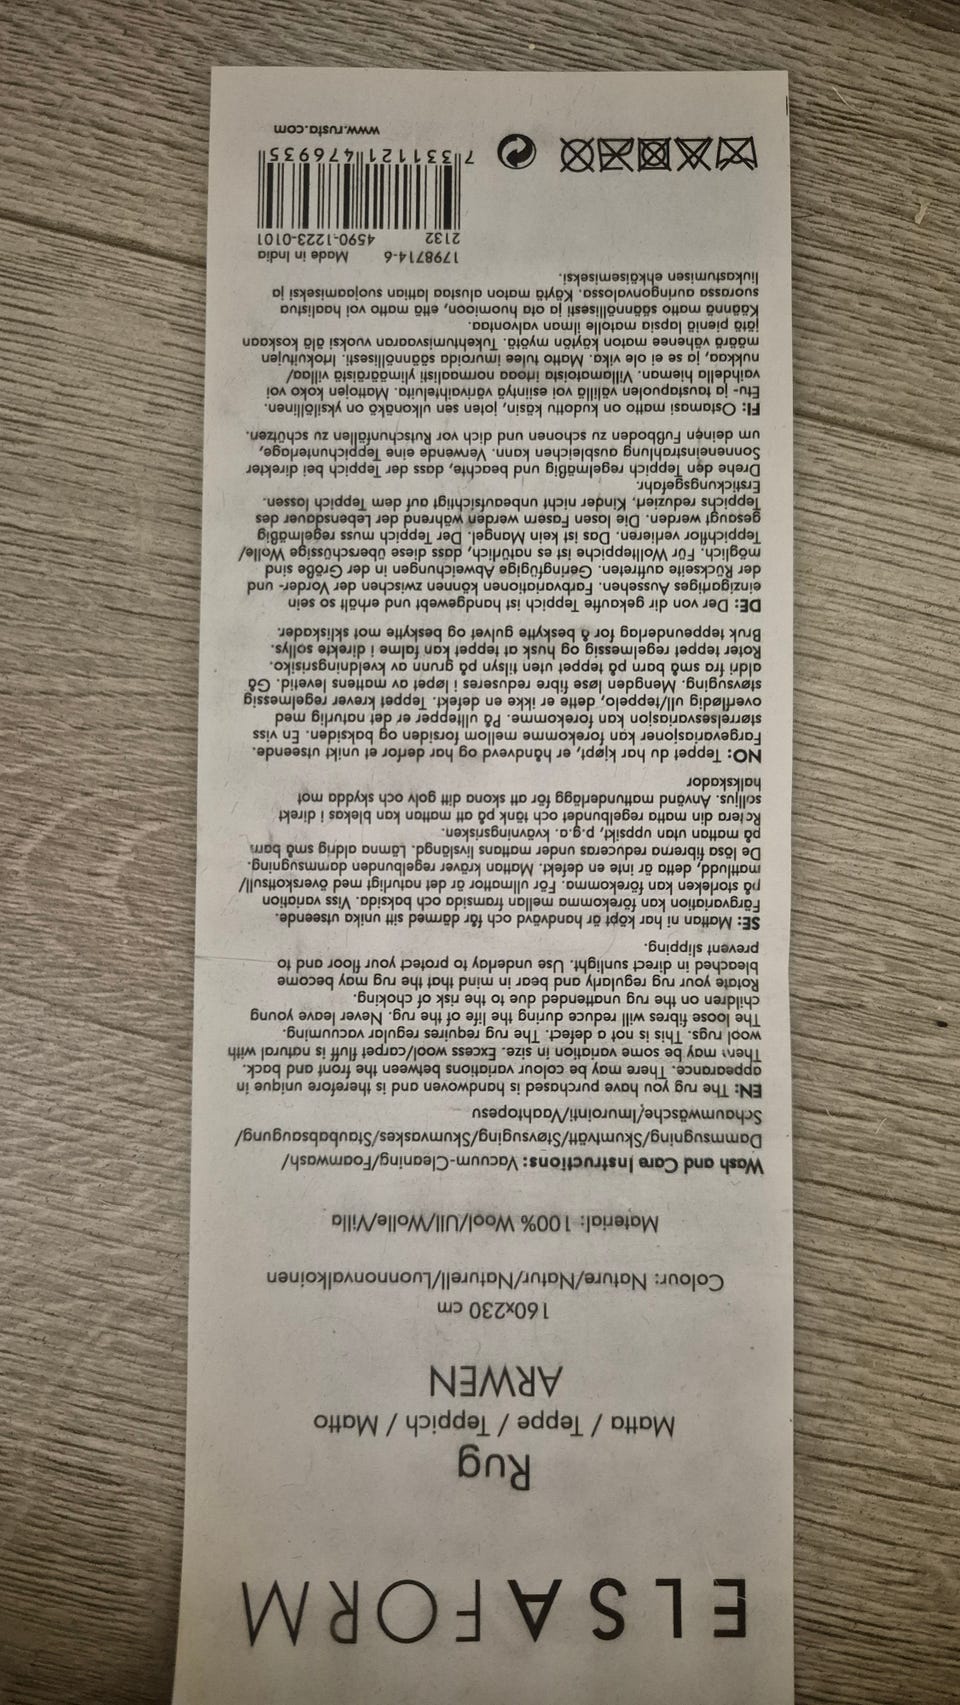 ELSAFORM
Rug
Matta / Teppe / Teppich / Matto
ARWEN
160x230 cm
Colour: Nature/Natur/Naturell/Luonnonvalkoinen
Material: 100% Wool/Ull/Wolle/Villa
Wash and Care Instructions: Vacuum-Cleaning/Foamwash/
Dammsugning/Skumtvätt/Støvsuging/Skumvaskes/Staubabsaugung/
Schaumwäsche/Imurointi/Vaahtopesu
EN: The rug you have purchased is handwoven and is therefore unique in
appearance. There may be colour variations between the front and back.
There may be some variation in size. Excess wool/carpet fluff is natural with
wool rugs. This is not a defect. The rug requires regular vacuuming.
The loose fibres will reduce during the life of the rug. Never leave young
children on the rug unattended due to the risk of choking.
Rotate your rug regularly and bear in mind that the rug may become
bleached in direct sunlight. Use underlay to protect your floor and to
prevent slipping.
SE: Mattan ni har köpt är handvävd och får därmed sitt unika utseende.
Färgvariation kan förekomma mellan framsida och baksida. Viss variation
på storleken kan förekomma. För ullmattor är det naturligt med överskottsull/
mattludd, detta är inte en defekt. Mattan kräver regelbunden dammsugning.
De lösa fibrerna reduceras under mattans livslängd. Lämna aldrig små barn
på mattan utan uppsikt, p.g.a. kvävningsrisken.
Rotera din matta regelbundet och tänk på att mattan kan blekas i direkt
solljus. Använd mattunderlägg för att skona ditt golv och skydda mot
halkskador
NO: Teppet du har kjøpt, er håndvevd og har derfor et unikt utseende.
Fargevariasjoner kan forekomme mellom forsiden og baksiden. En viss
størrelsesvariasjon kan forekomme. På ulltepper er det naturlig med
overflødig ull/teppelo, dette er ikke en defekt. Teppet krever regelmessig
støvsuging. Mengden løse fibre reduseres i løpet av mattens levetid. Gå
aldri fra små barn på teppet uten tilsyn på grunn av kveldningsrisiko.
Roter teppet regelmessig og husk at teppet kan falme i direkte sollys.
Bruk teppeunderlag for å beskytte gulvet og beskytte mot skliskader.
DE: Der von dir gekaufte Teppich ist handgewebt und erhält so sein
einzigartiges Aussehen. Farbvariationen können zwischen der Vorder- und
der Rückseite auftreten. Geringfügige Abweichungen in der Größe sind
möglich. Für Wollteppiche ist es natürlich, dass diese überschüssige Wolle/
Teppichflor verlieren. Das ist kein Mangel. Der Teppich muss regelmäßig
gesaugt werden. Die losen Fasern werden während der Lebensdauer des
Teppichs reduziert, Kinder nicht unbeaufsichtigt auf dem Teppich lassen.
Erstickungsgefahr.
Drehe den Teppich regelmäßig und beachte, dass der Teppich bei direkter
Sonneneinstrahlung ausbleichen kann. Verwende eine Teppichunterlage,
um deinen Fußboden zu schonen und dich vor Rutschunfällen zu schützen.
FI: Ostamasi matto on kudottu käsin, joten sen ulkonäkö on yksilöllinen.
Etu- ja taustapuolen välillä voi esiintyä värivaihteluita. Mattojen koko voi
vaihdella hieman. Villamatoista irtoaa normaalisti ylimääräistä villaa/
nukkaa, ja se ei ole vika. Matto tulee imuroida säännöllisesti. Irtokuitujen
määrä vähenee maton käytön myötä. Tukehtumisvaaran vuoksi älä koskaan
jätä pieniä lapsia matolle ilman valvontaa.
Käännä matto säännöllisesti ja ota huomioon, että matto voi haalistua
suorassa auringonvalossa. Käytä maton alustaa lattian suojaamiseksi ja
liukastumisen ehkäisemiseksi.
1798714-6 Made in India
2132 4590-1223-0101
7 331121 476935
www.rusta.com